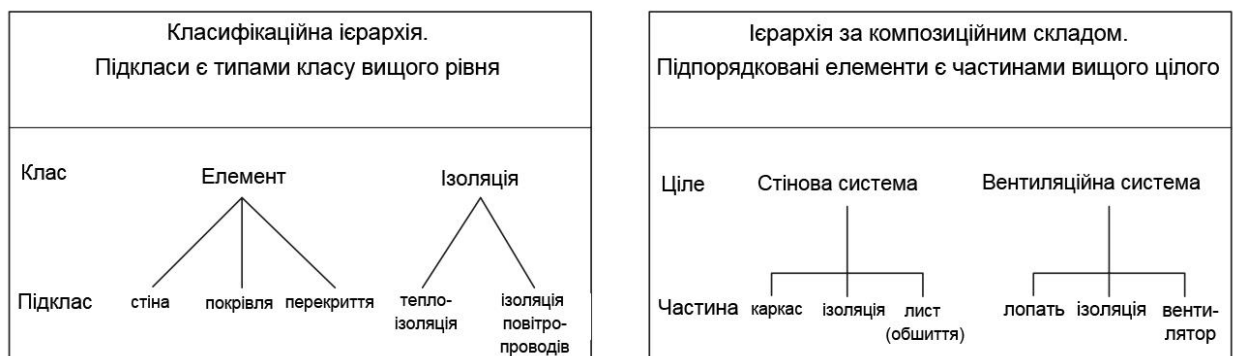 Класифікаційна ієрархія.
Підкласи є типами класу вищого рівня
Клас
Елемент
Ізоляція
Підклас
стіна
покрівля
перекриття
тепло-
ізоляція
ізоляція
повітро-
проводів
Ієрархія за композиційним складом.
Підпорядковані елементи є частинами вищого цілого
Ціле
Стінова система
Вентиляційна система
Частина
каркас
ізоляція
лист
(обшиття)
лопать
ізоляція
венти-
лятор